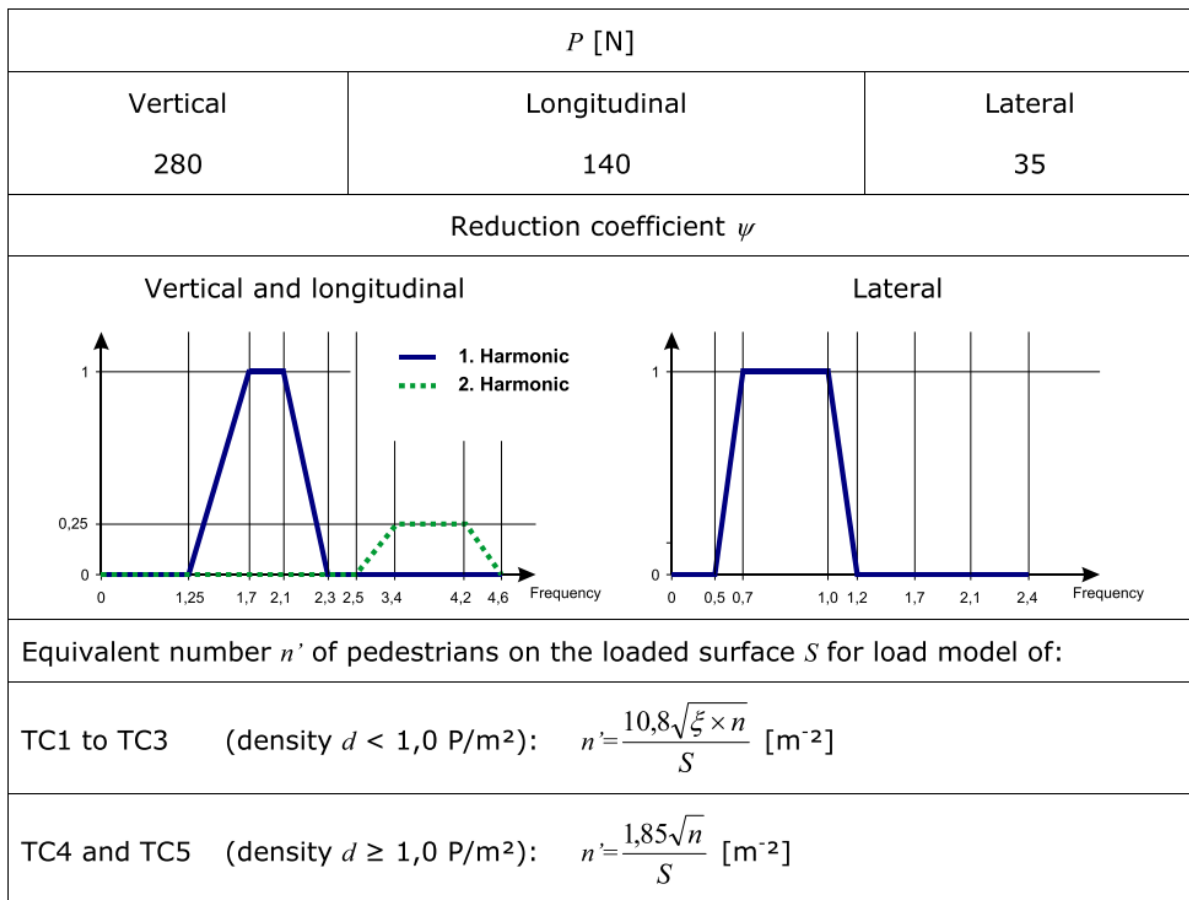 P [N]
Vertical Longitudinal Lateral
280 140 35
Reduction coefficient ψ
Vertical and longitudinal Lateral
1. Harmonic
2. Harmonic
1
0,25
0
0 1,25 1,7 2,1 2,3 2,5 3,4 4,2 4,6 Frequency
1
0
0 0,5 0,7 1,0 1,2 1,7 2,1 2,4 Frequency
Equivalent number n’ of pedestrians on the loaded surface S for load model of:
TC1 to TC3 (density d < 1,0 P/m²): n’=10,8√(ξ × n)/S [m⁻²]
TC4 and TC5 (density d ≥ 1,0 P/m²): n’=1,85√n/S [m⁻²]